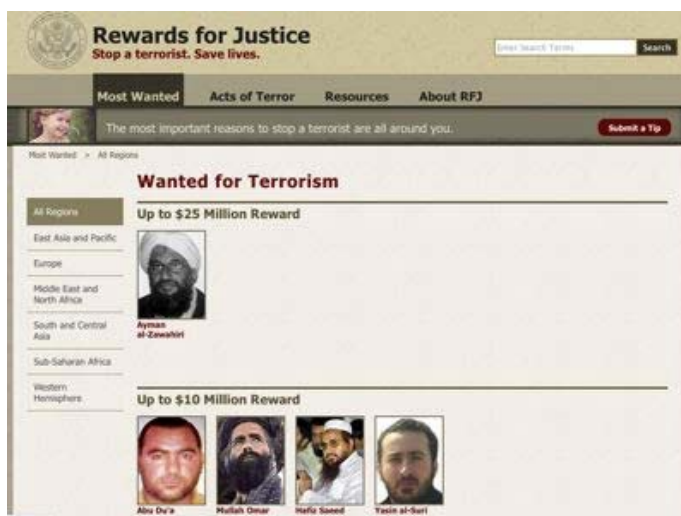 Rewards for Justice
Stop a terrorist. Save lives.
Enter Search Terms
Search
Most Wanted
Acts of Terror
Resources
About RFJ
The most important reasons to stop a terrorist are all around you.
Submit a Tip
Most Wanted > All Regions
Wanted for Terrorism
All Regions
East Asia and Pacific
Europe
Middle East and
North Africa
South and Central
Asia
Sub-Saharan Africa
Western
Hemisphere
Up to $25 Million Reward
Ayman
al-Zawahiri
Up to $10 Million Reward
Abu Du'a
Mullah Omar
Hafiz Saeed
Yasin al-Suri